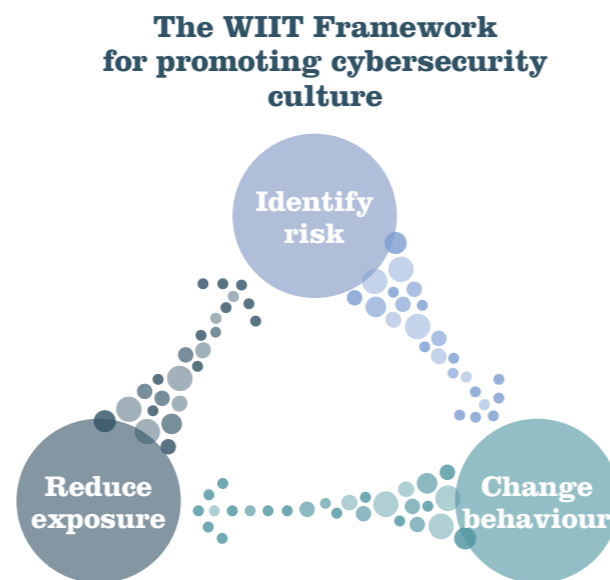 The WIIT Framework
for promoting cybersecurity
culture
Identify
risk
Reduce
exposure
Change
behaviour